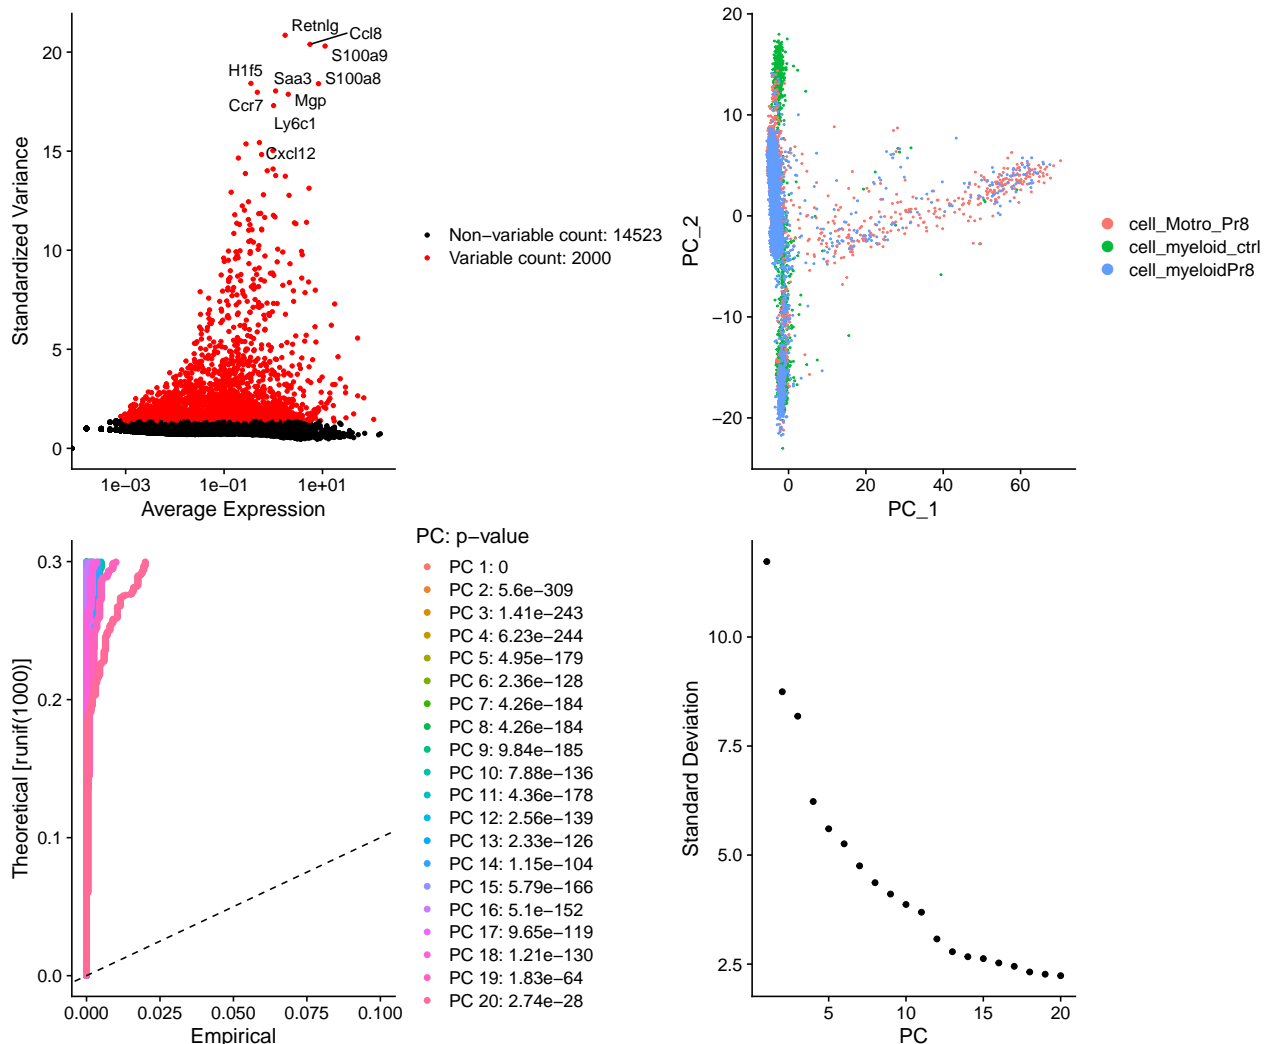 Retnlg
Ccl8
S100a9
H1f5
Saa3
S100a8
Ccr7
Mgp
Ly6c1
Cxcl12
20
15
10
5
0
1e−03
1e−01
1e+01
Average Expression
Standardized Variance
Non−variable count: 14523
Variable count: 2000
20
10
0
−10
−20
0
20
40
60
PC_1
PC_2
cell_Motro_Pr8
cell_myeloid_ctrl
cell_myeloidPr8
0.3
0.2
0.1
0.0
0.000
0.025
0.050
0.075
0.100
Empirical
Theoretical [runif(1000)]
PC: p−value
PC 1: 0
PC 2: 5.6e−309
PC 3: 1.41e−243
PC 4: 6.23e−244
PC 5: 4.95e−179
PC 6: 2.36e−128
PC 7: 4.26e−184
PC 8: 4.26e−184
PC 9: 9.84e−185
PC 10: 7.88e−136
PC 11: 4.36e−178
PC 12: 2.56e−139
PC 13: 2.33e−126
PC 14: 1.15e−104
PC 15: 5.79e−166
PC 16: 5.1e−152
PC 17: 9.65e−119
PC 18: 1.21e−130
PC 19: 1.83e−64
PC 20: 2.74e−28
10.0
7.5
5.0
2.5
5
10
15
20
PC
Standard Deviation